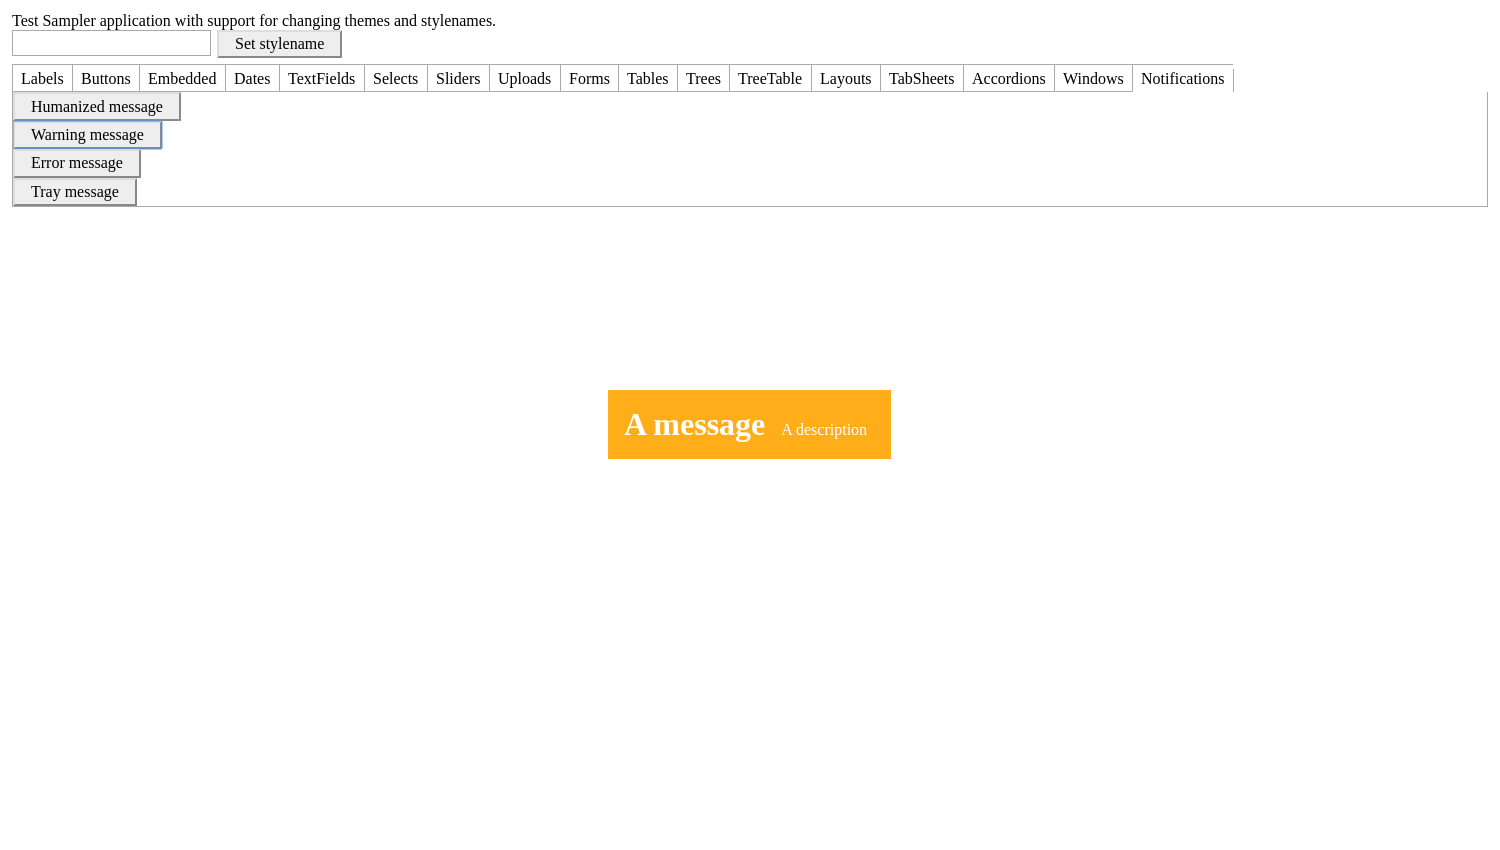 Test Sampler application with support for changing themes and stylenames.
Set stylename
Labels Buttons Embedded Dates TextFields Selects Sliders Uploads Forms Tables Trees TreeTable Layouts TabSheets Accordions Windows Notifications
Humanized message
Warning message
Error message
Tray message
A message A description